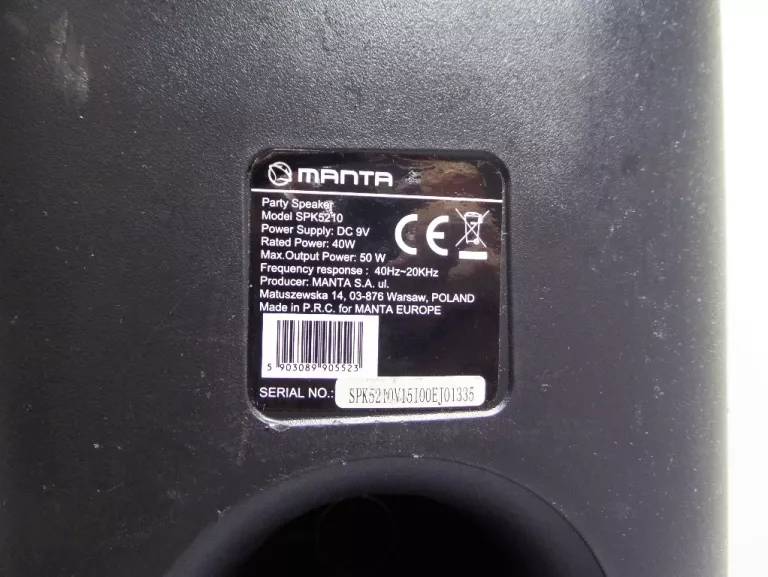 MANTA
Party Speaker
Model SPK5210
Power Supply: DC 9V
Rated Power: 40W
Max.Output Power: 50 W
Frequency response : 40Hz~20KHz
Producer: MANTA S.A. ul.
Matuszewska 14, 03-876 Warsaw, POLAND
Made in P.R.C. for MANTA EUROPE
CE
5 903089 905523
SERIAL NO.: SPK5210V15I00EJ01335